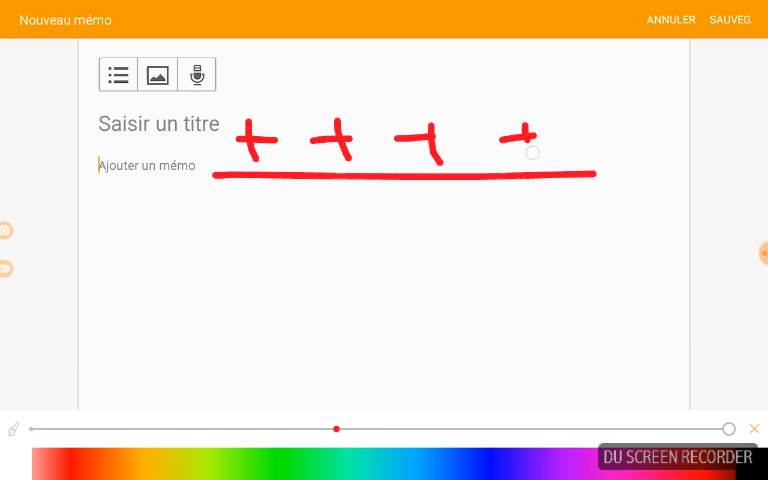 Nouveau mémo ANNULER SAUVEG.
Saisir un titre
+ + + +
Ajouter un mémo
DU SCREEN RECORDER